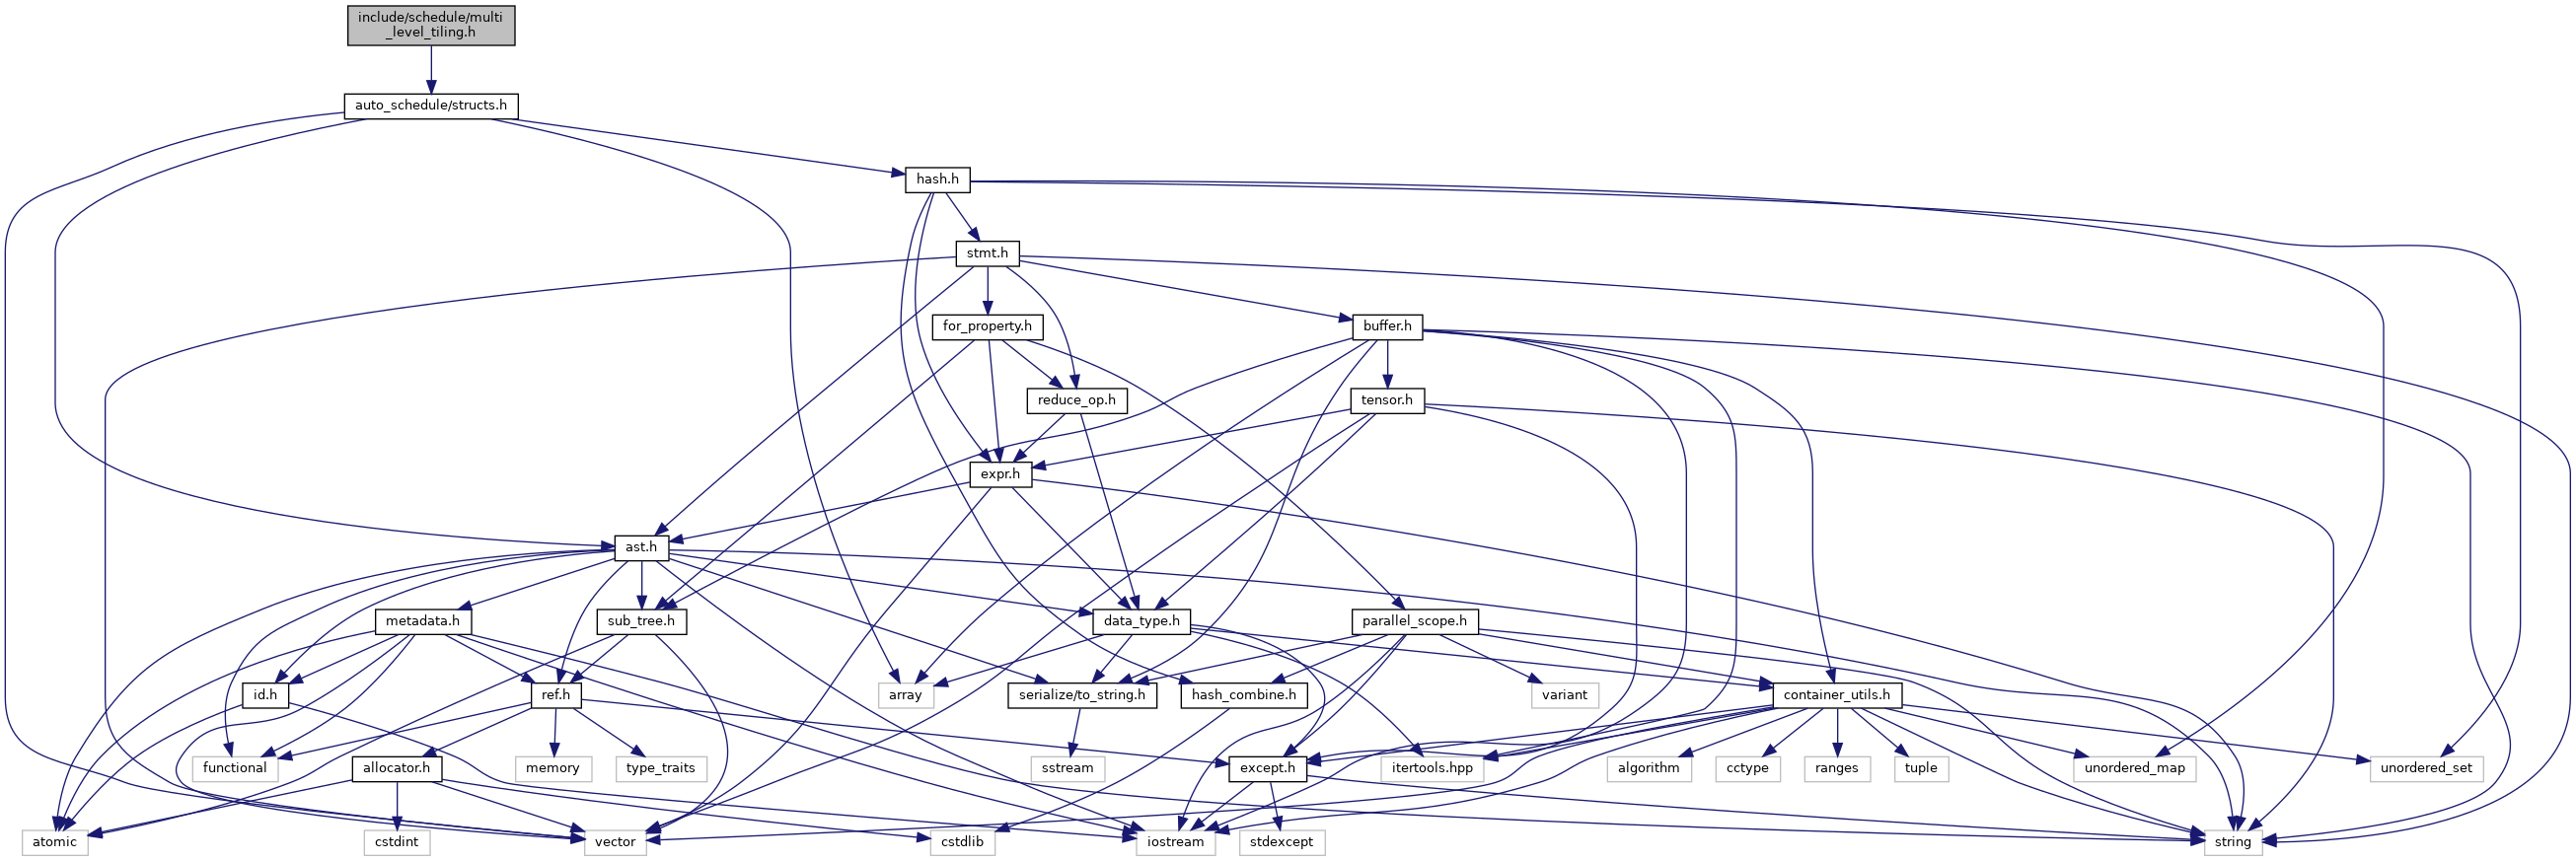 include/schedule/multi
_level_tiling.h
auto_schedule/structs.h
hash.h
stmt.h
for_property.h
buffer.h
reduce_op.h
tensor.h
expr.h
ast.h
metadata.h
sub_tree.h
data_type.h
parallel_scope.h
id.h
ref.h
array
serialize/to_string.h
hash_combine.h
variant
container_utils.h
functional
allocator.h
memory
type_traits
sstream
except.h
itertools.hpp
algorithm
cctype
ranges
tuple
unordered_map
unordered_set
atomic
cstdint
vector
cstdlib
iostream
stdexcept
string